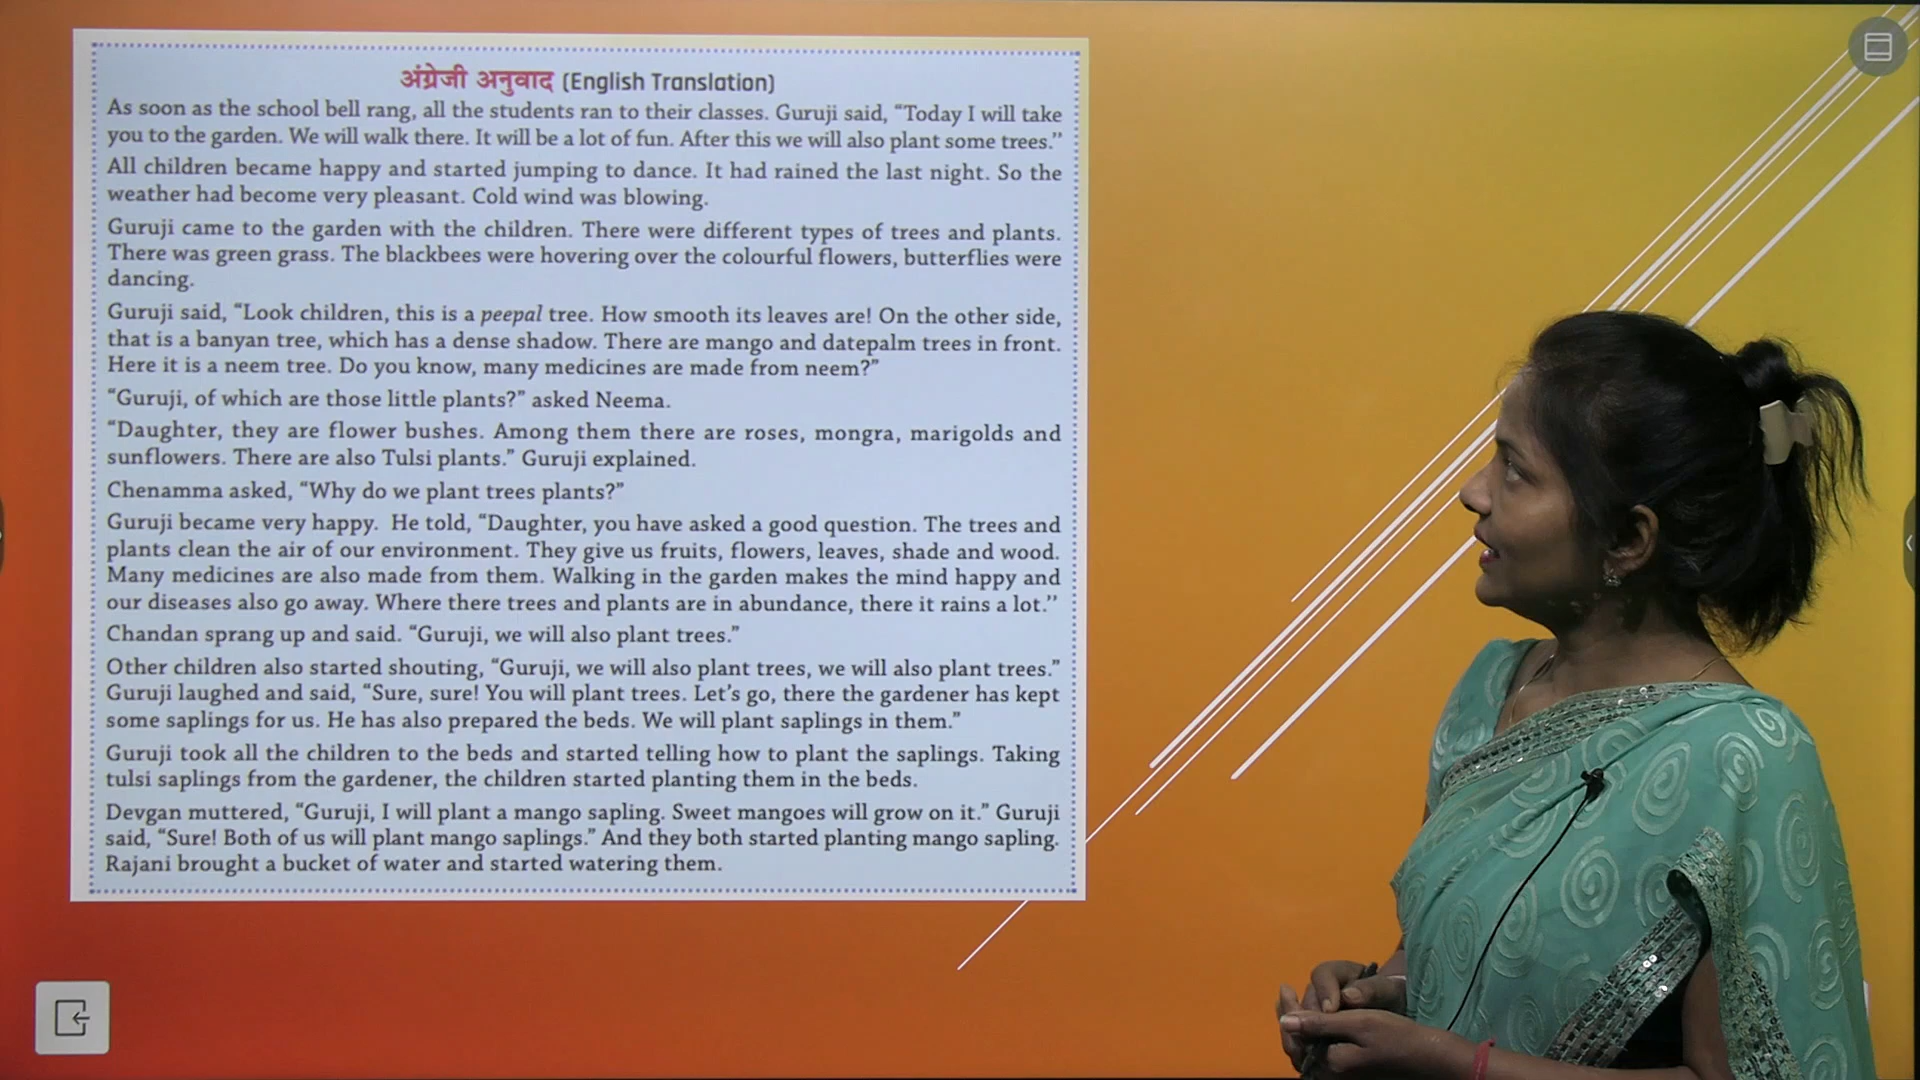 अंग्रेजी अनुवाद (English Translation)
As soon as the school bell rang, all the students ran to their classes. Guruji said, “Today I will take
you to the garden. We will walk there. It will be a lot of fun. After this we will also plant some trees.”
All children became happy and started jumping to dance. It had rained the last night. So the
weather had become very pleasant. Cold wind was blowing.
Guruji came to the garden with the children. There were different types of trees and plants.
There was green grass. The blackbees were hovering over the colourful flowers, butterflies were
dancing.
Guruji said, “Look children, this is a peepal tree. How smooth its leaves are! On the other side,
that is a banyan tree, which has a dense shadow. There are mango and datepalm trees in front.
Here it is a neem tree. Do you know, many medicines are made from neem?”
“Guruji, of which are those little plants?” asked Neema.
“Daughter, they are flower bushes. Among them there are roses, mongra, marigolds and
sunflowers. There are also Tulsi plants.” Guruji explained.
Chenamma asked, “Why do we plant trees plants?”
Guruji became very happy. He told, “Daughter, you have asked a good question. The trees and
plants clean the air of our environment. They give us fruits, flowers, leaves, shade and wood.
Many medicines are also made from them. Walking in the garden makes the mind happy and
our diseases also go away. Where there trees and plants are in abundance, there it rains a lot.”
Chandan sprang up and said. “Guruji, we will also plant trees.”
Other children also started shouting, “Guruji, we will also plant trees, we will also plant trees.”
Guruji laughed and said, “Sure, sure! You will plant trees. Let’s go, there the gardener has kept
some saplings for us. He has also prepared the beds. We will plant saplings in them.”
Guruji took all the children to the beds and started telling how to plant the saplings. Taking
tulsi saplings from the gardener, the children started planting them in the beds.
Devgan muttered, “Guruji, I will plant a mango sapling. Sweet mangoes will grow on it.” Guruji
said, “Sure! Both of us will plant mango saplings.” And they both started planting mango sapling.
Rajani brought a bucket of water and started watering them.